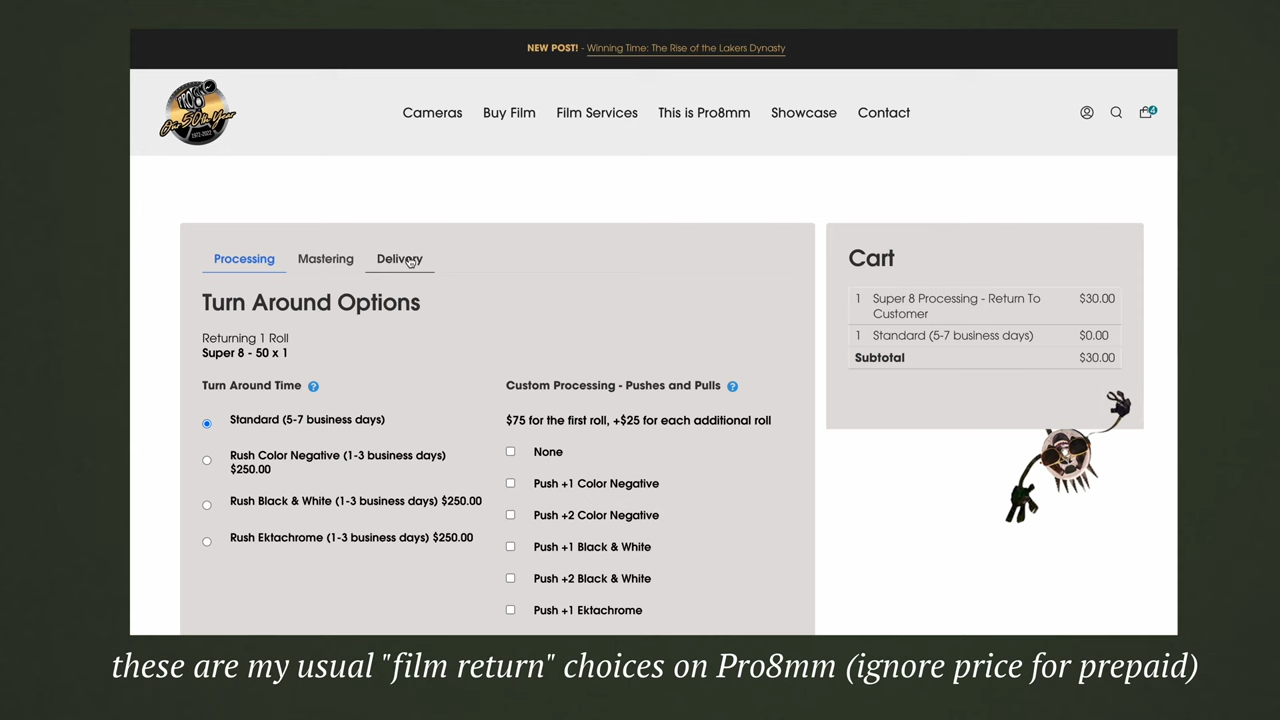 NEW POST! - Winning Time: The Rise of the Lakers Dynasty
PRO8MM
Our 50th Year
1972-2022
Cameras Buy Film Film Services This is Pro8mm Showcase Contact
4
Processing Mastering Delivery
Turn Around Options
Returning 1 Roll
Super 8 - 50 x 1
Turn Around Time ?
Standard (5-7 business days)
Rush Color Negative (1-3 business days)
$250.00
Rush Black & White (1-3 business days) $250.00
Rush Ektachrome (1-3 business days) $250.00
Custom Processing - Pushes and Pulls ?
$75 for the first roll, +$25 for each additional roll
None
Push +1 Color Negative
Push +2 Color Negative
Push +1 Black & White
Push +2 Black & White
Push +1 Ektachrome
Cart
1 Super 8 Processing - Return To $30.00
Customer
1 Standard (5-7 business days) $0.00
Subtotal $30.00
these are my usual "film return" choices on Pro8mm (ignore price for prepaid)